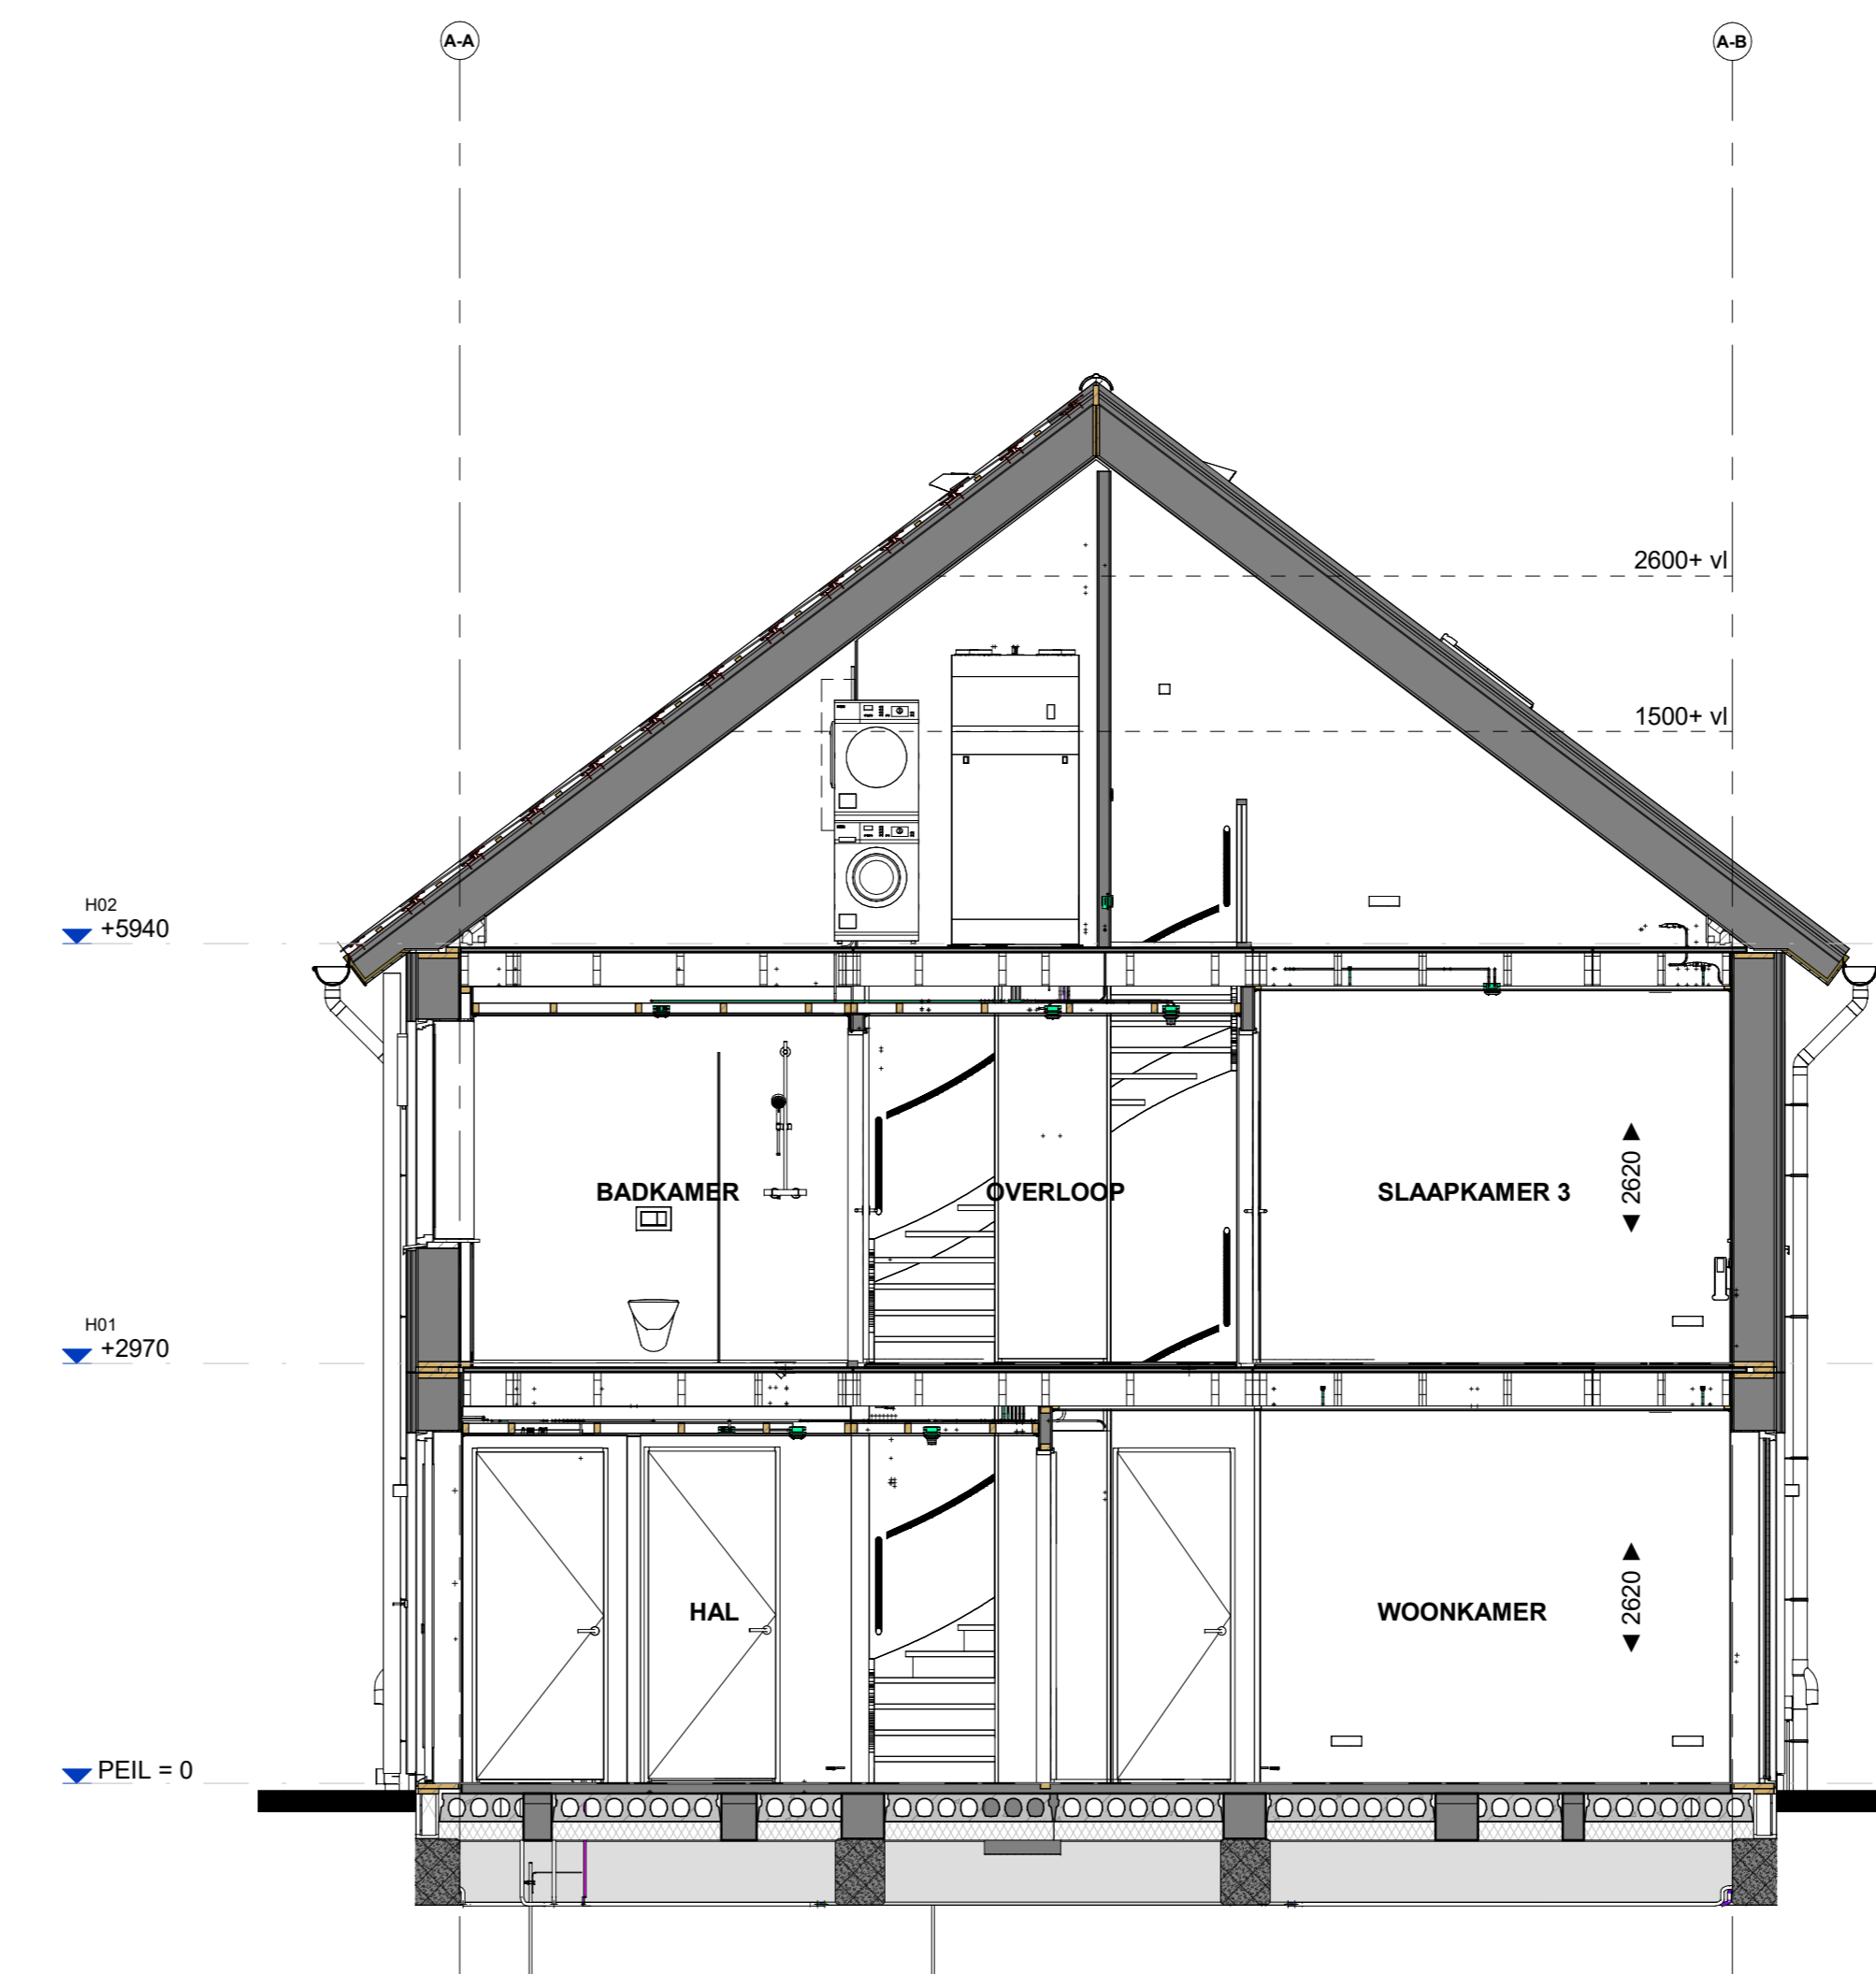 A-A
A-B
2600+ vl
1500+ vl
H02
+5940
BADKAMER
OVERLOOP
SLAAPKAMER 3
◄ 2620 ►
H01
+2970
HAL
WOONKAMER
◄ 2620 ►
PEIL = 0